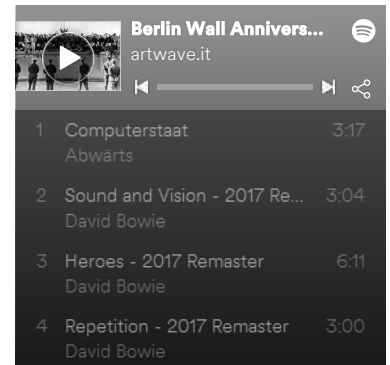 Berlin Wall Annivers...
artwave.it
1 Computerstaat 3:17
Abwärts
2 Sound and Vision - 2017 Re... 3:04
David Bowie
3 Heroes - 2017 Remaster 6:11
David Bowie
4 Repetition - 2017 Remaster 3:00
David Bowie